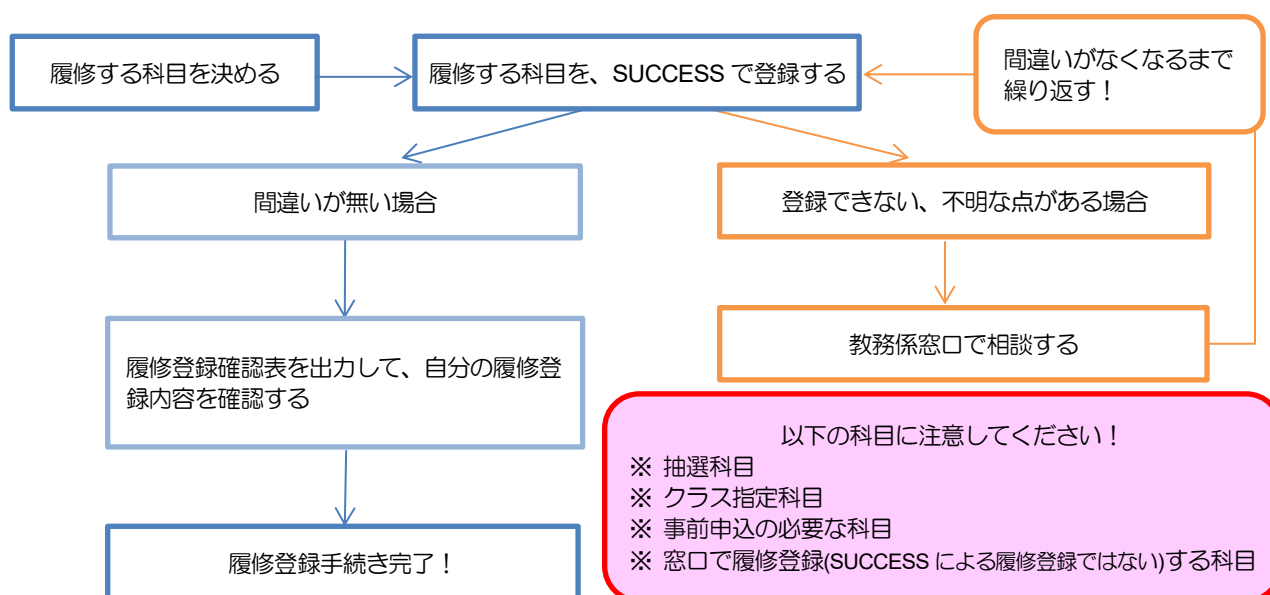 履修する科目を決める
履修する科目を、SUCCESS で登録する
間違いがなくなるまで
繰り返す！
間違いが無い場合
登録できない、不明な点がある場合
履修登録確認表を出力して、自分の履修登
録内容を確認する
教務係窓口で相談する
履修登録手続き完了！
以下の科目に注意してください！
※ 抽選科目
※ クラス指定科目
※ 事前申込の必要な科目
※ 窓口で履修登録(SUCCESS による履修登録ではない)する科目